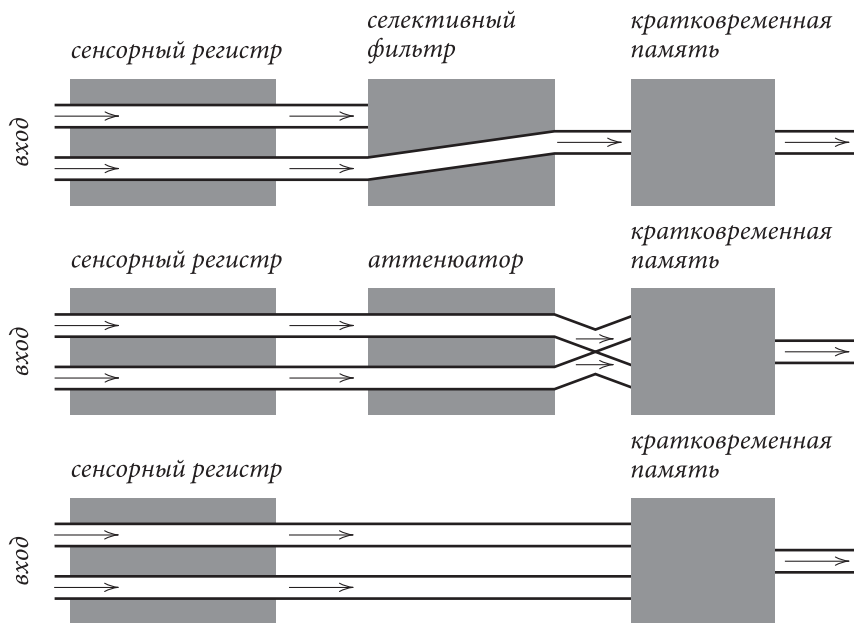 сенсорный регистр
селективный
фильтр
кратковременная
память
вход
сенсорный регистр
аттенюатор
кратковременная
память
вход
сенсорный регистр
кратковременная
память
вход